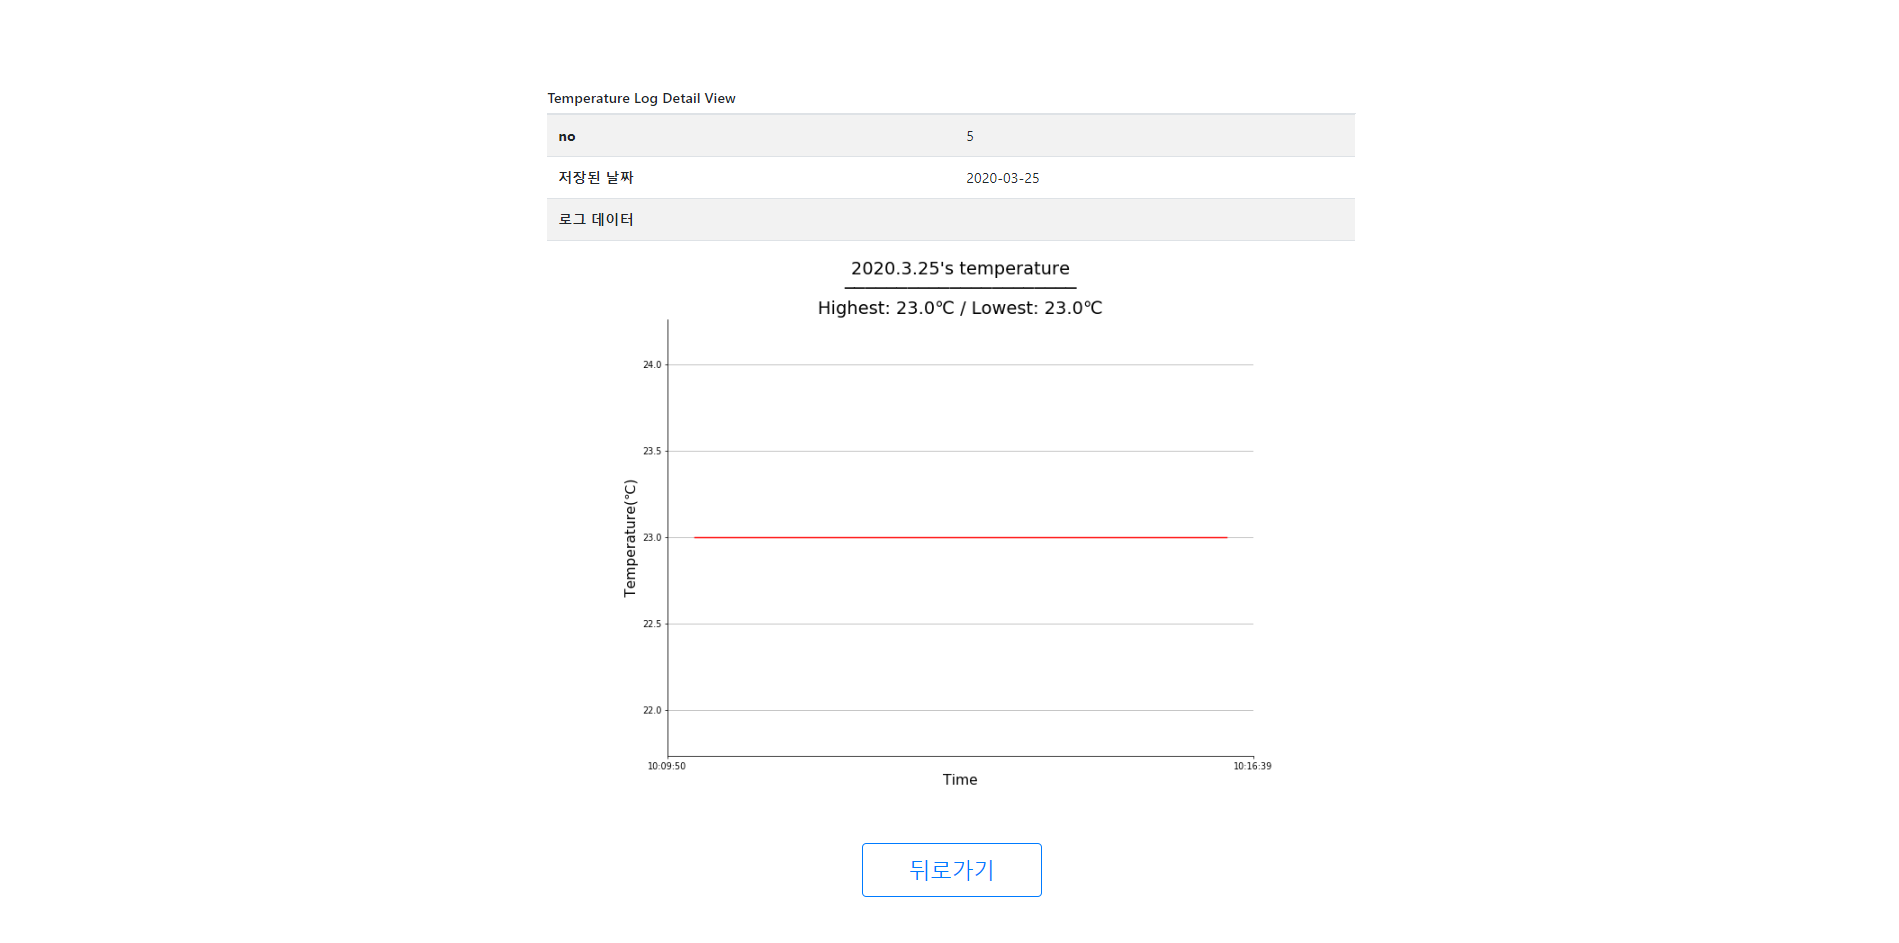 Temperature Log Detail View
no 5
저장된 날짜 2020-03-25
로그 데이터
2020.3.25's temperature
Highest: 23.0℃ / Lowest: 23.0℃
24.0
23.5
Temperature(℃)
23.0
22.5
22.0
10:09:50 10:16:39
Time
뒤로가기